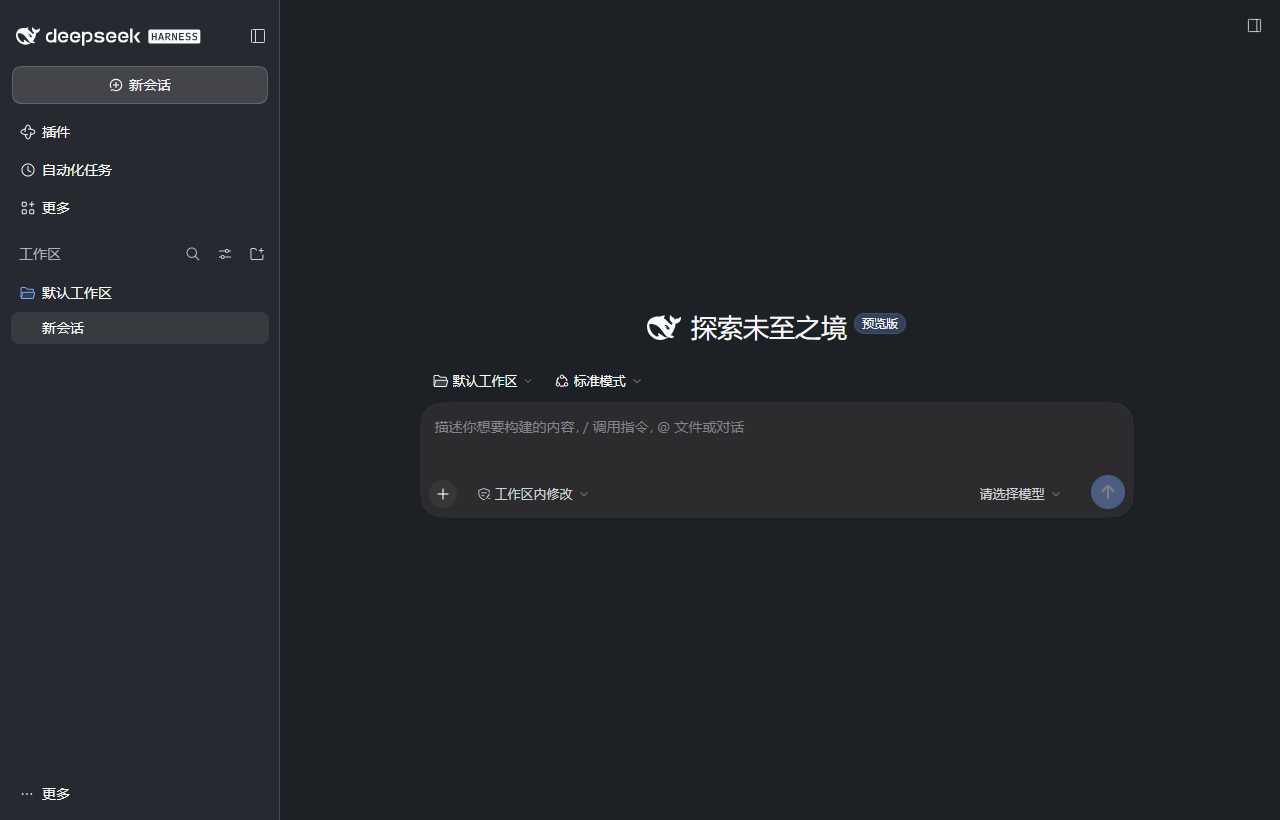 deepseek HARNESS
新会话
插件
自动化任务
更多
工作区
默认工作区
新会话
更多
探索未至之境 预览版
默认工作区 标准模式
描述你想要构建的内容, / 调用指令, @ 文件或对话
工作区内修改 请选择模型